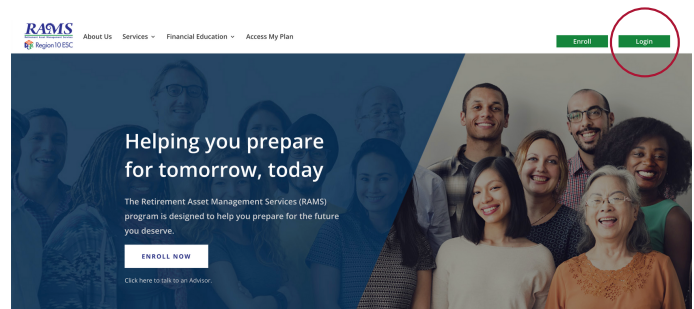 RAMS
Region 10 ESC
About Us Services Financial Education Access My Plan
Enroll Login
Helping you prepare
for tomorrow, today
The Retirement Asset Management Services (RAMS)
program is designed to help you prepare for the future
you deserve.
ENROLL NOW
Click here to talk to an Advisor.